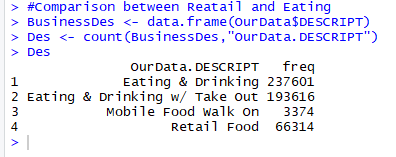 > #Comparison between Reatail and Eating
> BusinessDes <- data.frame(OurData$DESCRIPT)
> Des <- count(BusinessDes,"OurData.DESCRIPT")
> Des
OurData.DESCRIPT freq
1 Eating & Drinking 237601
2 Eating & Drinking w/ Take Out 193616
3 Mobile Food Walk On 3374
4 Retail Food 66314
>